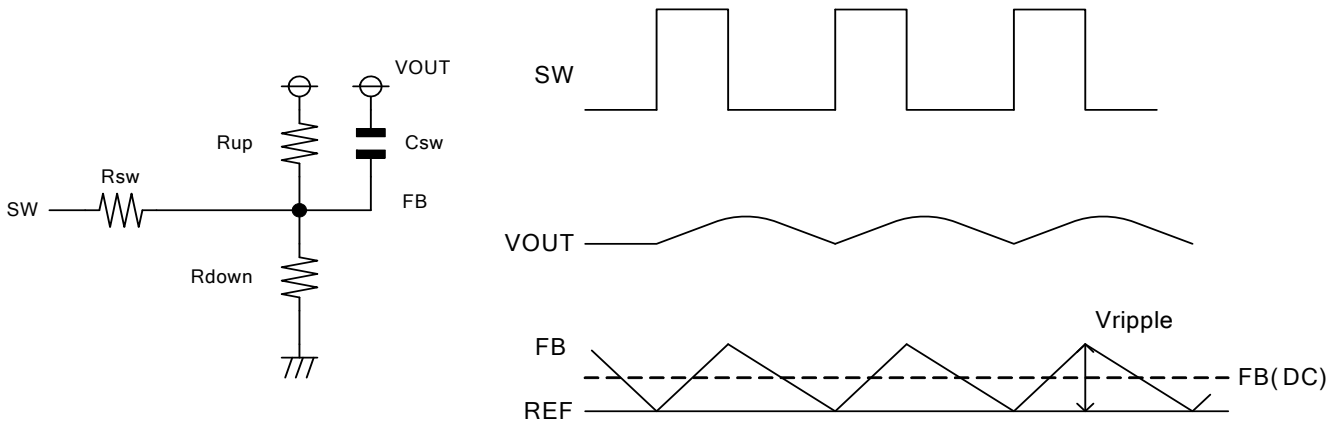 VOUT
Rup
Csw
Rsw
SW
FB
Rdown
SW
VOUT
Vripple
FB
FB(DC)
REF